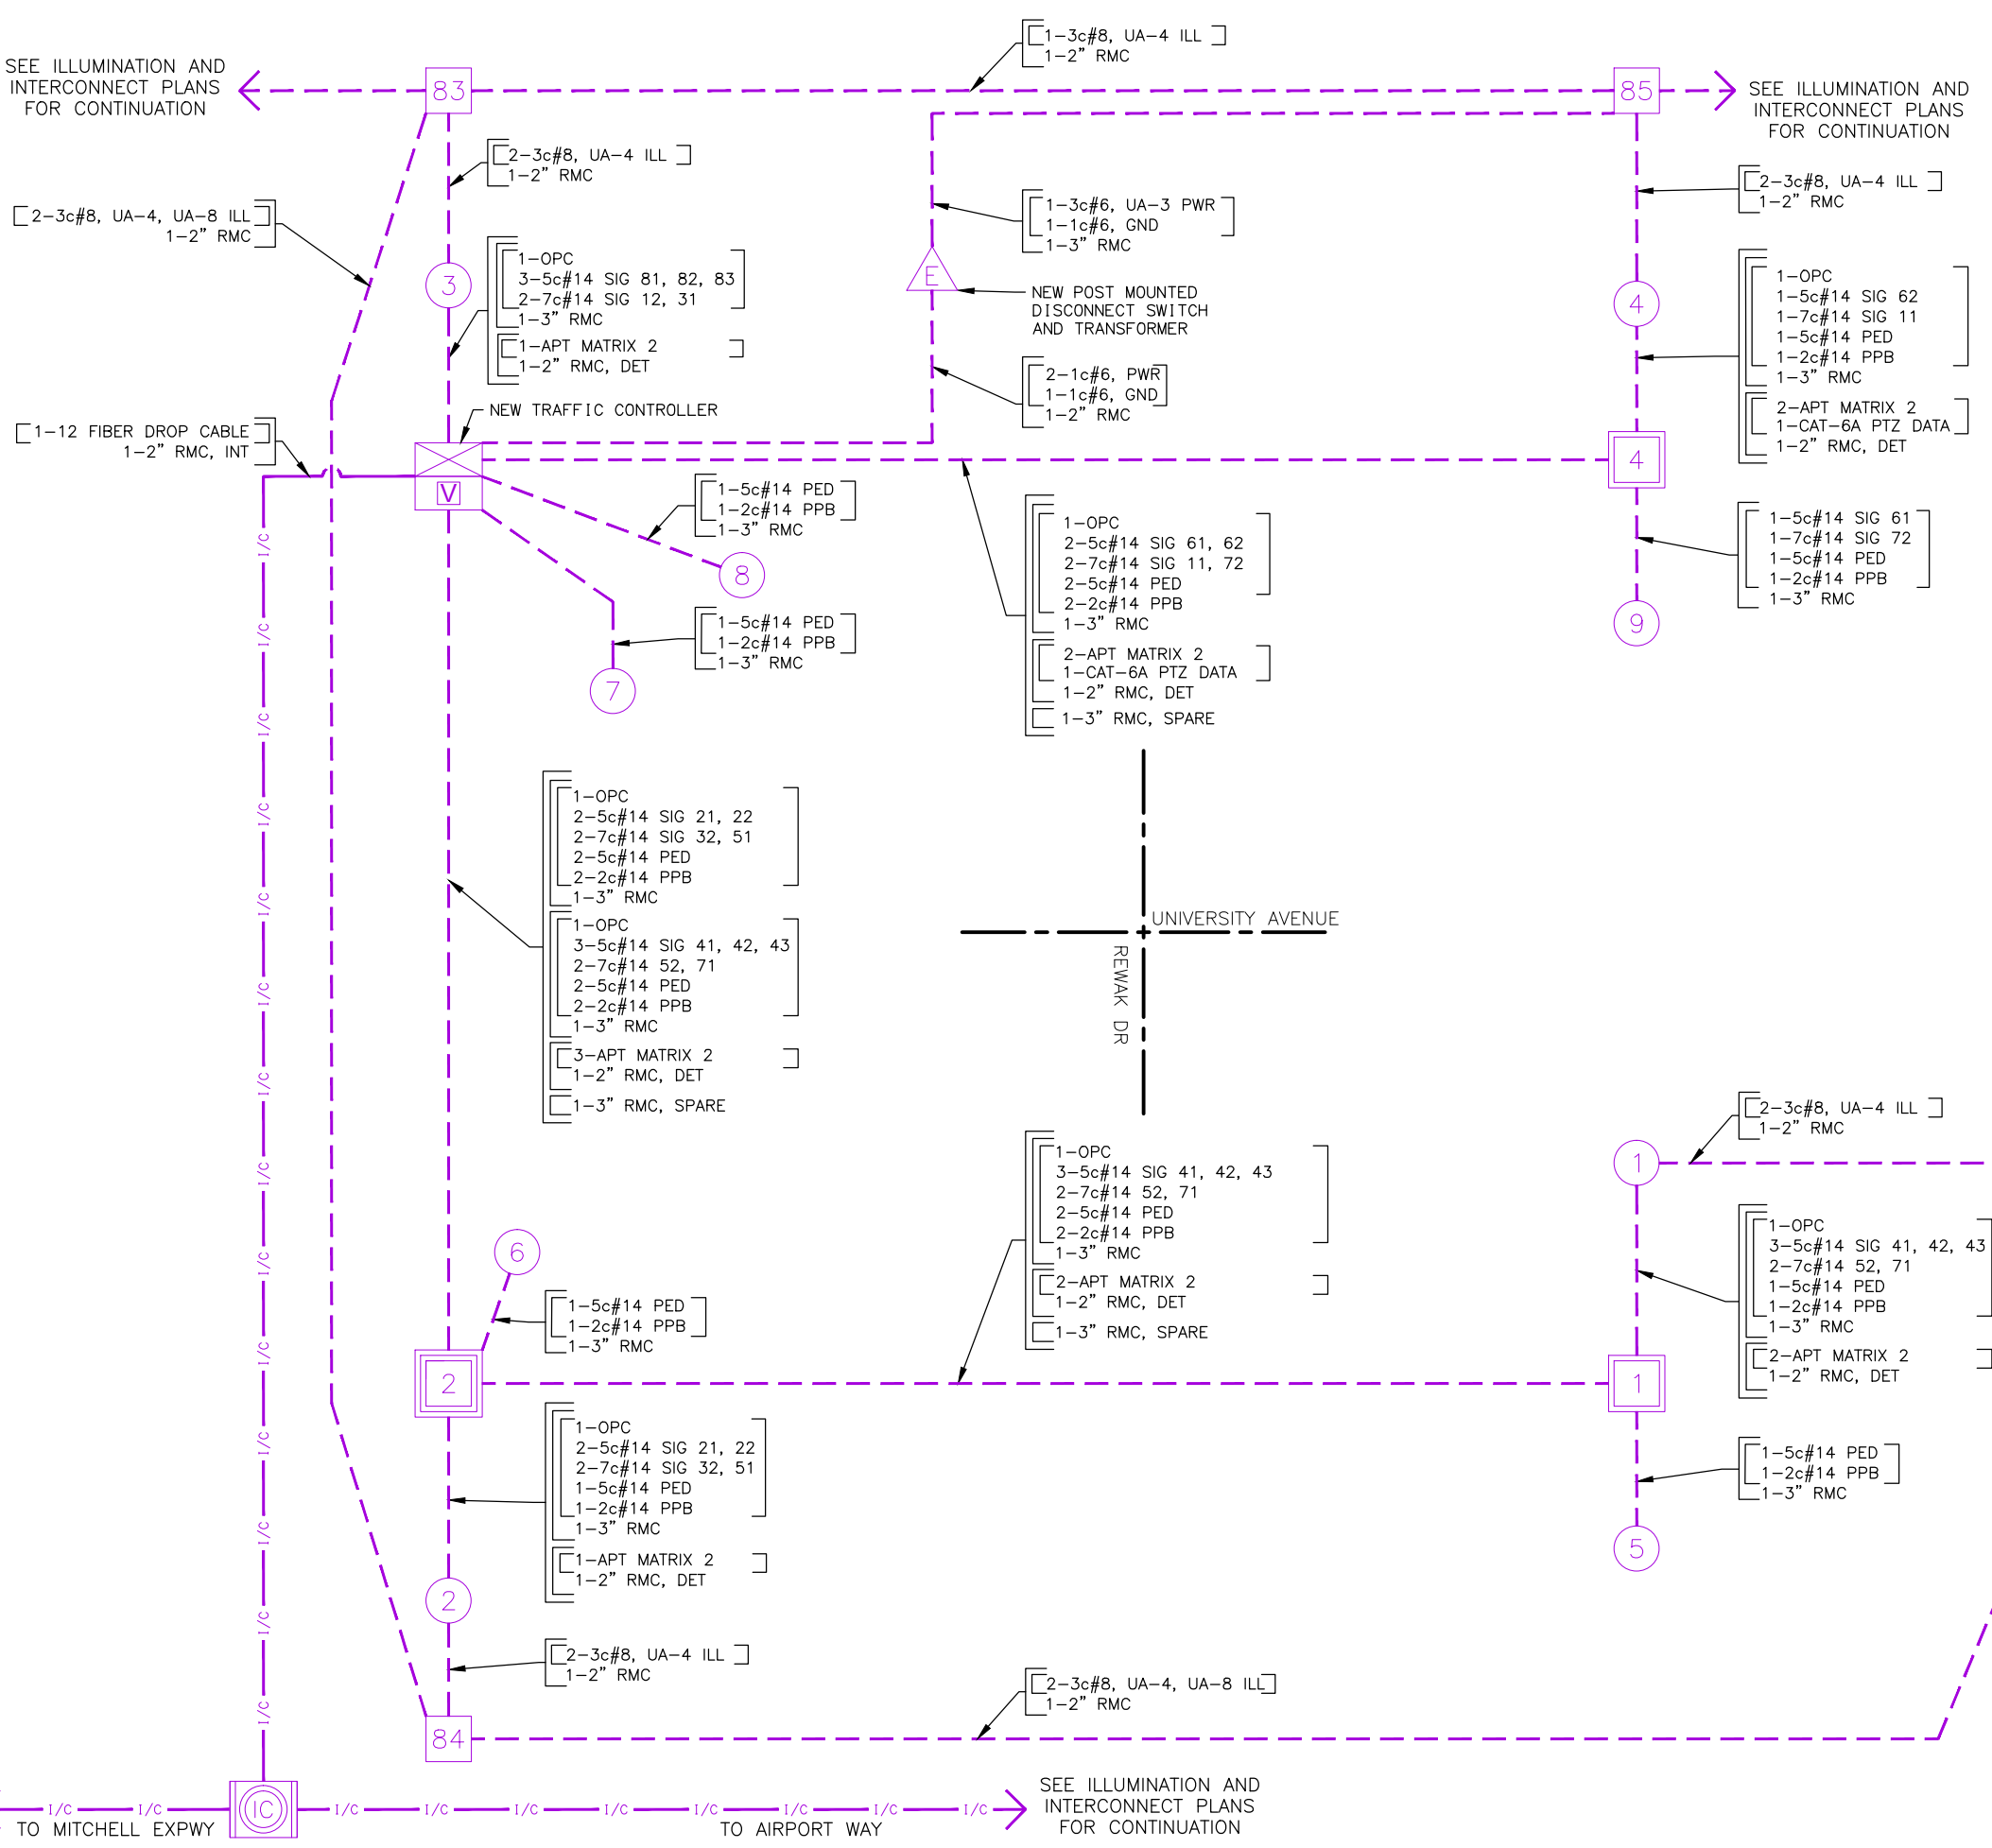 1-3c#8, UA-4 ILL
1-2" RMC
SEE ILLUMINATION AND
INTERCONNECT PLANS
FOR CONTINUATION
83
85
SEE ILLUMINATION AND
INTERCONNECT PLANS
FOR CONTINUATION
2-3c#8, UA-4 ILL
1-2" RMC
2-3c#8, UA-4 ILL
1-2" RMC
2-3c#8, UA-4, UA-8 ILL
1-2" RMC
1-3c#6, UA-3 PWR
1-1c#6, GND
1-3" RMC
3
1-OPC
3-5c#14 SIG 81, 82, 83
2-7c#14 SIG 12, 31
1-3" RMC
1-APT MATRIX 2
1-2" RMC, DET
E
NEW POST MOUNTED
DISCONNECT SWITCH
AND TRANSFORMER
4
1-OPC
1-5c#14 SIG 62
1-7c#14 SIG 11
1-5c#14 PED
1-2c#14 PPB
1-3" RMC
2-APT MATRIX 2
1-CAT-6A PTZ DATA
1-2" RMC, DET
2-1c#6, PWR
1-1c#6, GND
1-2" RMC
NEW TRAFFIC CONTROLLER
1-12 FIBER DROP CABLE
1-2" RMC, INT
V
4
1-5c#14 PED
1-2c#14 PPB
1-3" RMC
8
1-OPC
2-5c#14 SIG 61, 62
2-7c#14 SIG 11, 72
2-5c#14 PED
2-2c#14 PPB
1-3" RMC
2-APT MATRIX 2
1-CAT-6A PTZ DATA
1-2" RMC, DET
1-3" RMC, SPARE
1-5c#14 SIG 61
1-7c#14 SIG 72
1-5c#14 PED
1-2c#14 PPB
1-3" RMC
9
1-5c#14 PED
1-2c#14 PPB
1-3" RMC
7
I/C
I/C
I/C
I/C
I/C
I/C
I/C
I/C
I/C
I/C
I/C
I/C
I/C
I/C
1-OPC
2-5c#14 SIG 21, 22
2-7c#14 SIG 32, 51
2-5c#14 PED
2-2c#14 PPB
1-3" RMC
1-OPC
3-5c#14 SIG 41, 42, 43
2-7c#14 52, 71
2-5c#14 PED
2-2c#14 PPB
1-3" RMC
3-APT MATRIX 2
1-2" RMC, DET
1-3" RMC, SPARE
UNIVERSITY AVENUE
REWAK DR
2-3c#8, UA-4 ILL
1-2" RMC
1
1-OPC
3-5c#14 SIG 41, 42, 43
2-7c#14 52, 71
2-5c#14 PED
2-2c#14 PPB
1-3" RMC
2-APT MATRIX 2
1-2" RMC, DET
1-3" RMC, SPARE
1-OPC
3-5c#14 SIG 41, 42, 43
2-7c#14 52, 71
1-5c#14 PED
1-2c#14 PPB
1-3" RMC
2-APT MATRIX 2
1-2" RMC, DET
6
1-5c#14 PED
1-2c#14 PPB
1-3" RMC
2
1
1-OPC
2-5c#14 SIG 21, 22
2-7c#14 SIG 32, 51
1-5c#14 PED
1-2c#14 PPB
1-3" RMC
1-APT MATRIX 2
1-2" RMC, DET
1-5c#14 PED
1-2c#14 PPB
1-3" RMC
5
2
2-3c#8, UA-4 ILL
1-2" RMC
2-3c#8, UA-4, UA-8 ILL
1-2" RMC
84
I/C I/C IC I/C I/C I/C I/C I/C I/C I/C I/C
TO MITCHELL EXPWY
TO AIRPORT WAY
SEE ILLUMINATION AND
INTERCONNECT PLANS
FOR CONTINUATION